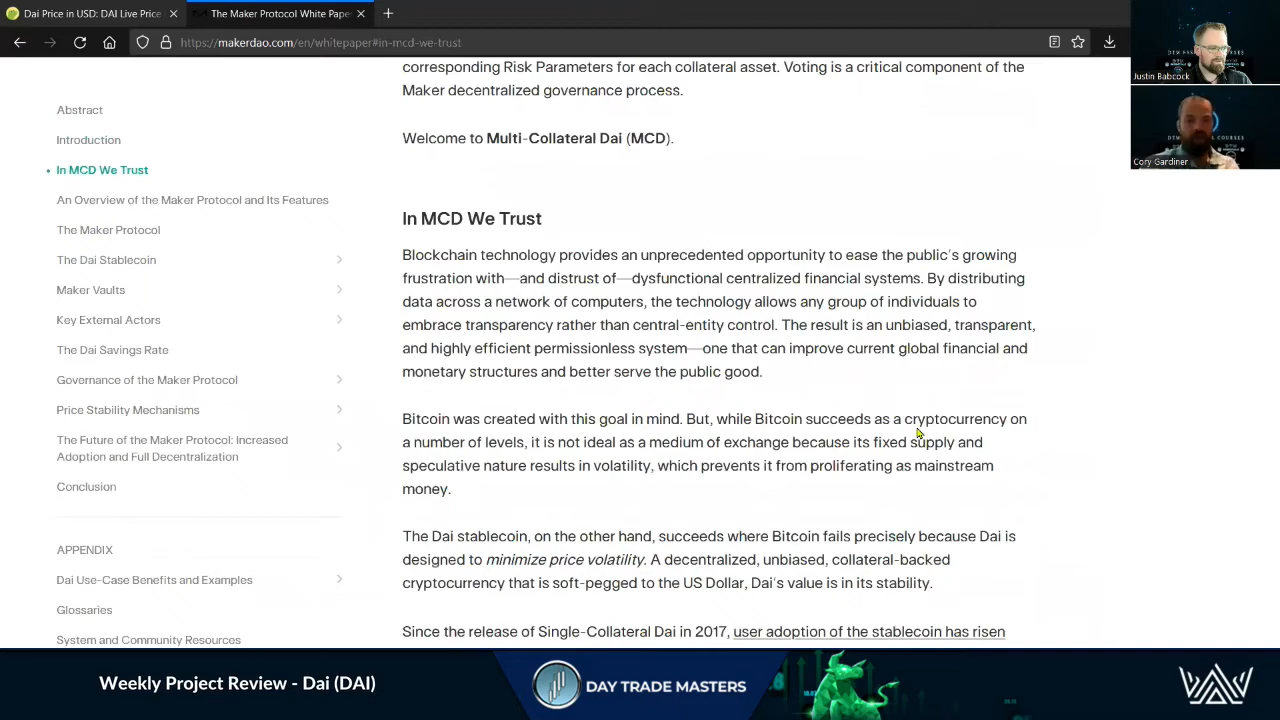 Dai Price in USD: DAI Live Price
The Maker Protocol White Pape
https://makerdao.com/en/whitepaper#in-mcd-we-trust
Justin Babcock
Cory Gardiner
Abstract
Introduction
In MCD We Trust
An Overview of the Maker Protocol and Its Features
The Maker Protocol
The Dai Stablecoin
Maker Vaults
Key External Actors
The Dai Savings Rate
Governance of the Maker Protocol
Price Stability Mechanisms
The Future of the Maker Protocol: Increased
Adoption and Full Decentralization
Conclusion
APPENDIX
Dai Use-Case Benefits and Examples
Glossaries
System and Community Resources
corresponding Risk Parameters for each collateral asset. Voting is a critical component of the
Maker decentralized governance process.
Welcome to Multi-Collateral Dai (MCD).
In MCD We Trust
Blockchain technology provides an unprecedented opportunity to ease the public's growing
frustration with—and distrust of—dysfunctional centralized financial systems. By distributing
data across a network of computers, the technology allows any group of individuals to
embrace transparency rather than central-entity control. The result is an unbiased, transparent,
and highly efficient permissionless system—one that can improve current global financial and
monetary structures and better serve the public good.
Bitcoin was created with this goal in mind. But, while Bitcoin succeeds as a cryptocurrency on
a number of levels, it is not ideal as a medium of exchange because its fixed supply and
speculative nature results in volatility, which prevents it from proliferating as mainstream
money.
The Dai stablecoin, on the other hand, succeeds where Bitcoin fails precisely because Dai is
designed to minimize price volatility. A decentralized, unbiased, collateral-backed
cryptocurrency that is soft-pegged to the US Dollar, Dai's value is in its stability.
Since the release of Single-Collateral Dai in 2017, user adoption of the stablecoin has risen
Weekly Project Review - Dai (DAI)
DAY TRADE MASTERS